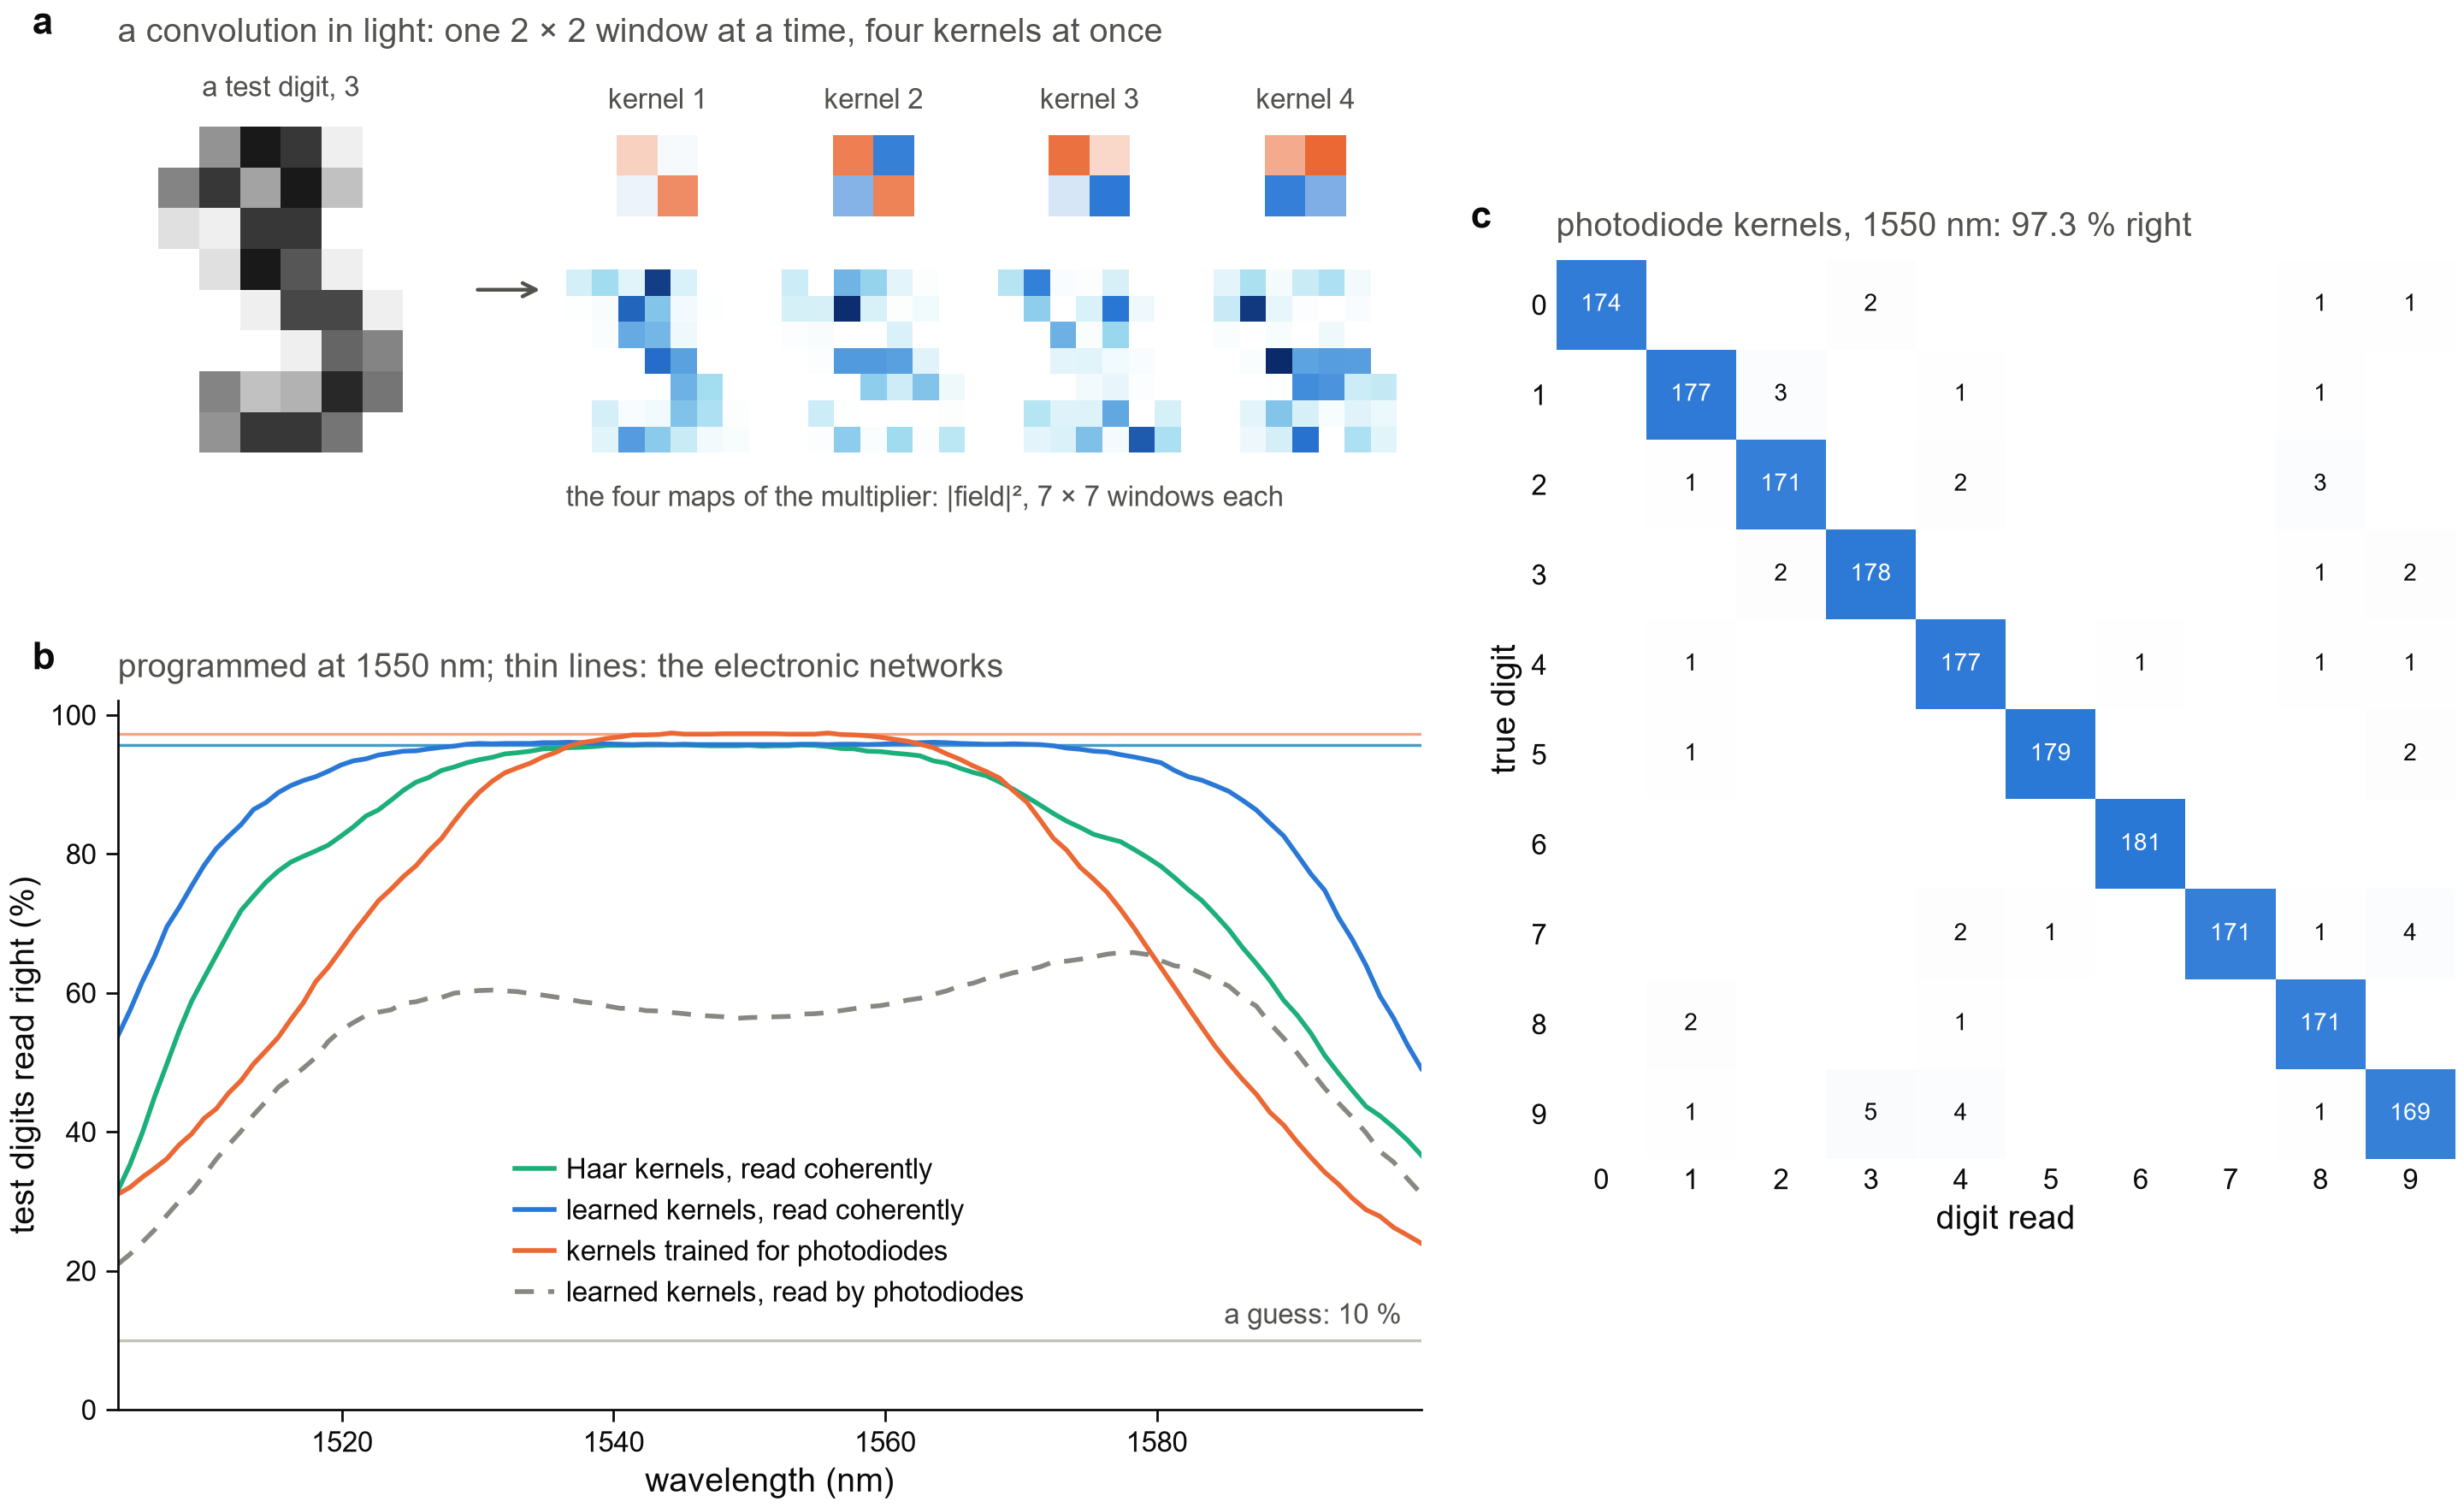 a
a convolution in light: one 2 × 2 window at a time, four kernels at once
a test digit, 3
kernel 1 kernel 2 kernel 3 kernel 4
the four maps of the multiplier: |field|², 7 × 7 windows each
b
programmed at 1550 nm; thin lines: the electronic networks
test digits read right (%)
100
80
60
40
20
0
Haar kernels, read coherently
learned kernels, read coherently
kernels trained for photodiodes
learned kernels, read by photodiodes
a guess: 10 %
1520 1540 1560 1580
wavelength (nm)
c
photodiode kernels, 1550 nm: 97.3 % right
true digit
0 174 2 1 1
1 177 3 1 1
2 1 171 2 3
3 2 178 1 2
4 1 177 1 1 1
5 1 179 2
6 181
7 2 1 171 1 4
8 2 1 171
9 1 5 4 1 169
0 1 2 3 4 5 6 7 8 9
digit read